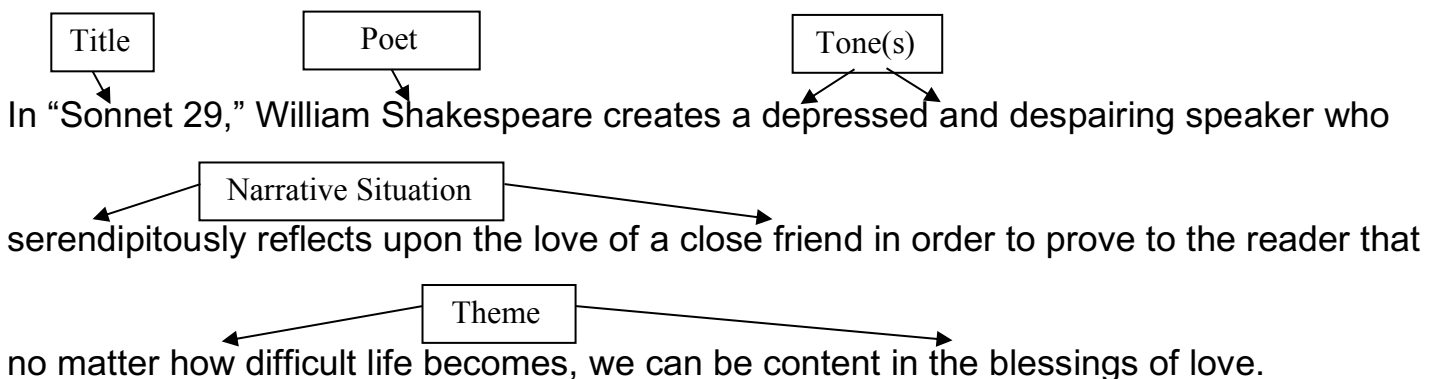 Title Poet Tone(s)
In “Sonnet 29,” William Shakespeare creates a depressed and despairing speaker who
Narrative Situation
serendipitously reflects upon the love of a close friend in order to prove to the reader that
Theme
no matter how difficult life becomes, we can be content in the blessings of love.